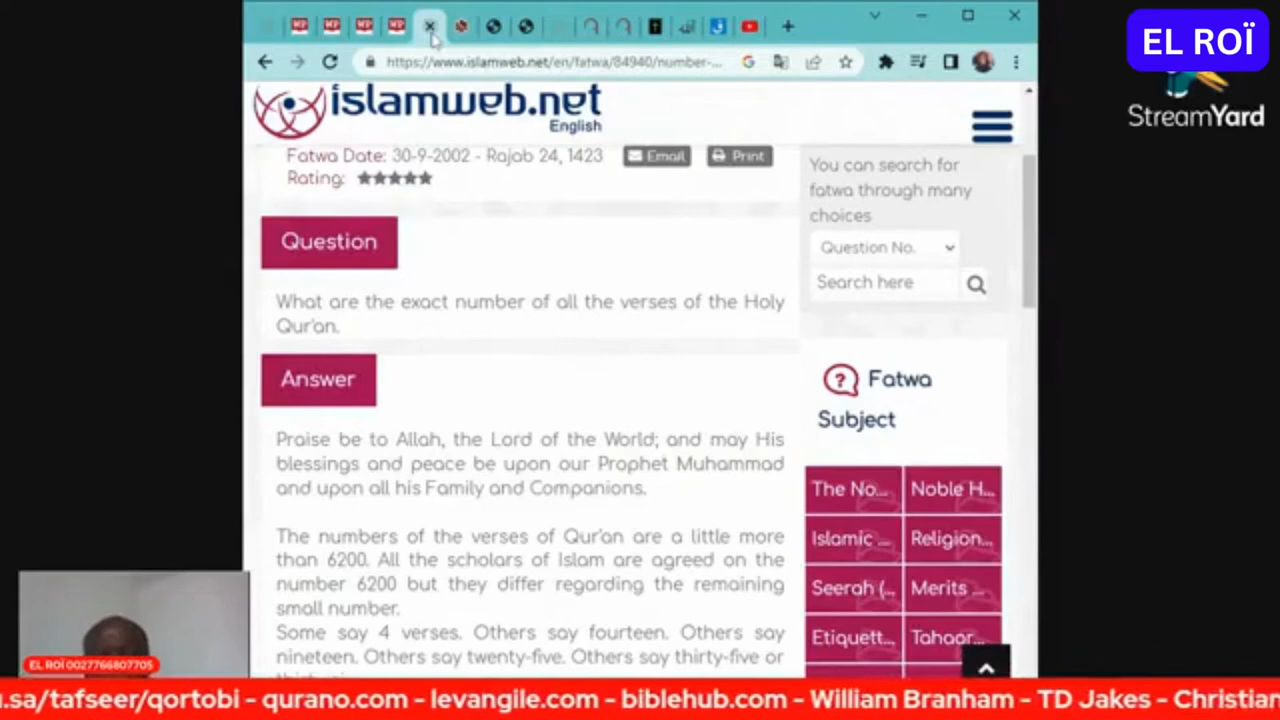 EL ROÏ
StreamYard
https://www.islamweb.net/en/fatwa/84940/number-...
islamweb.net
English
Fatwa Date: 30-9-2002 - Rajab 24, 1423
Email
Print
Rating:
You can search for
fatwa through many
choices
Question No.
Search here
Question
What are the exact number of all the verses of the Holy
Qur'an.
Answer
Praise be to Allah, the Lord of the World; and may His
blessings and peace be upon our Prophet Muhammad
and upon all his Family and Companions.
The numbers of the verses of Qur'an are a little more
than 6200. All the scholars of Islam are agreed on the
number 6200 but they differ regarding the remaining
small number.
Some say 4 verses. Others say fourteen. Others say
nineteen. Others say twenty-five. Others say thirty-five or
Fatwa
Subject
The No...
Noble H...
Islamic ...
Religion...
Seerah (...
Merits ...
Etiquett...
Tahaar...
EL ROÏ 0027766807705
u.sa/tafseer/qortobi - qurano.com - levangile.com - biblehub.com - William Branham - TD Jakes - Christian